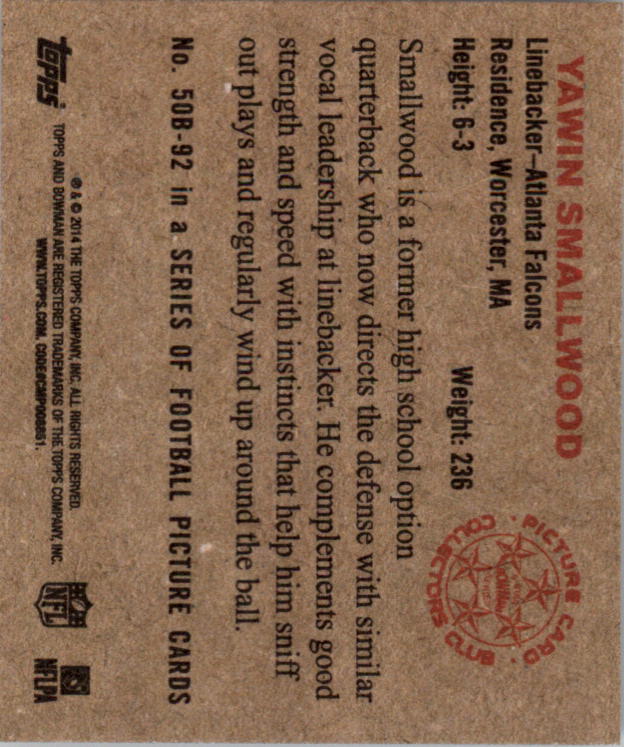 YAWIN SMALLWOOD
Linebacker–Atlanta Falcons
Residence, Worcester, MA
Height: 6-3 Weight: 236
Smallwood is a former high school option
quarterback who now directs the defense with similar
vocal leadership at linebacker. He complements good
strength and speed with instincts that help him sniff
out plays and regularly wind up around the ball.
No. 50B-92 in a SERIES OF FOOTBALL PICTURE CARDS
PICTURE CARD
COLLECTORS CLUB
Topps
® & © 2014 THE TOPPS COMPANY, INC. ALL RIGHTS RESERVED.
TOPPS AND BOWMAN ARE REGISTERED TRADEMARKS OF THE TOPPS COMPANY, INC.
WWW.TOPPS.COM. CODE#CMP008861.
NFL
NFLPA